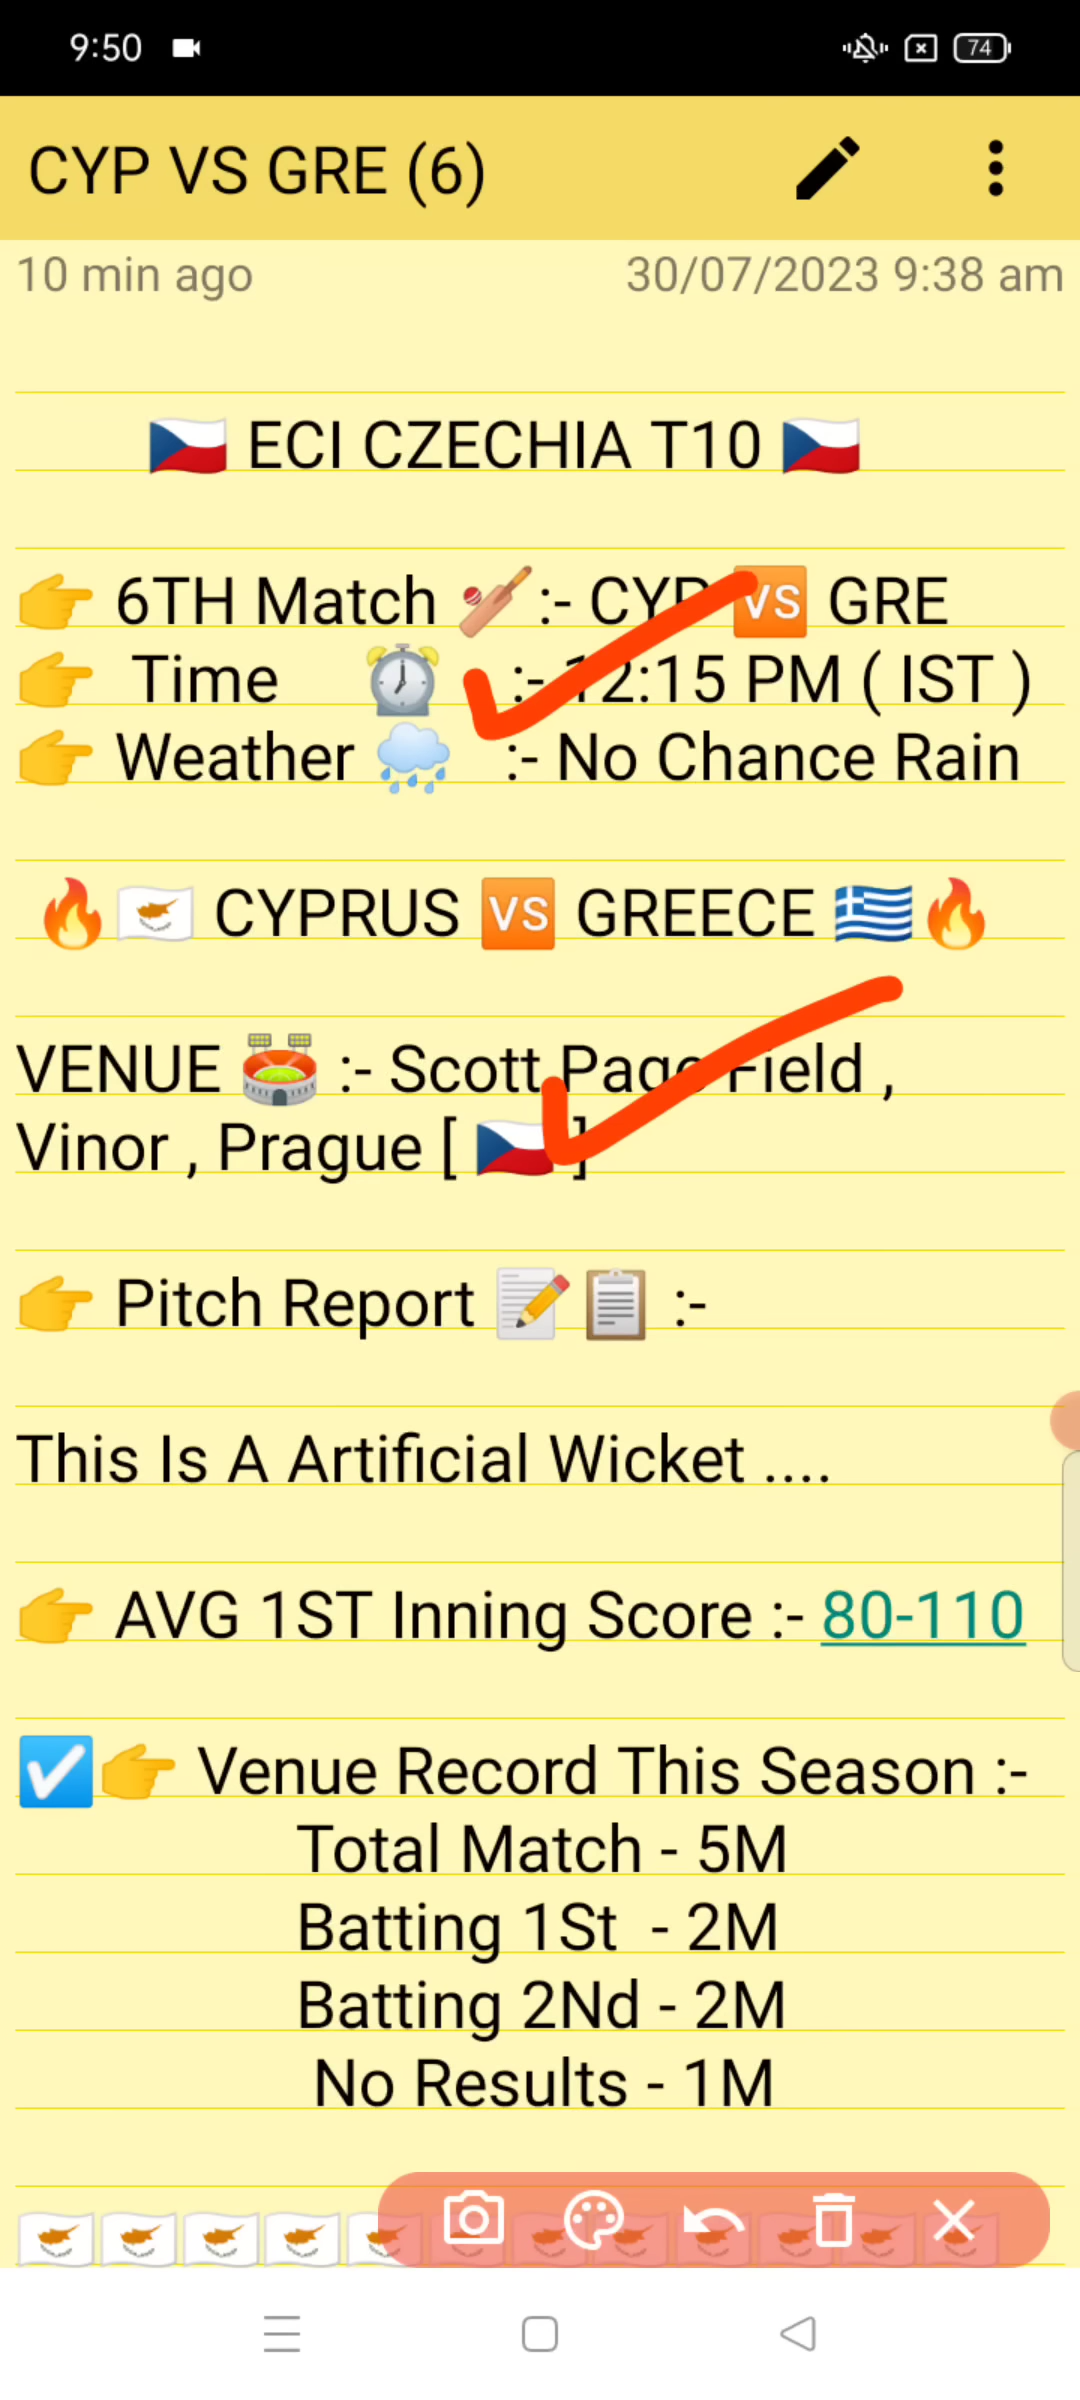 9:50 74
CYP VS GRE (6)
10 min ago 30/07/2023 9:38 am
🇨🇿 ECI CZECHIA T10 🇨🇿
👉 6TH Match 🏏 :- CYP 🆚 GRE
👉 Time ⏰ :- 12:15 PM ( IST )
👉 Weather 🌧️ :- No Chance Rain
🔥🇨🇾 CYPRUS 🆚 GREECE 🇬🇷🔥
VENUE 🏟️ :- Scott Page Field ,
Vinor , Prague [ 🇨🇿 ]
👉 Pitch Report 📝📋 :-
This Is A Artificial Wicket ....
👉 AVG 1ST Inning Score :- 80-110
☑️👉 Venue Record This Season :-
Total Match - 5M
Batting 1St - 2M
Batting 2Nd - 2M
No Results - 1M